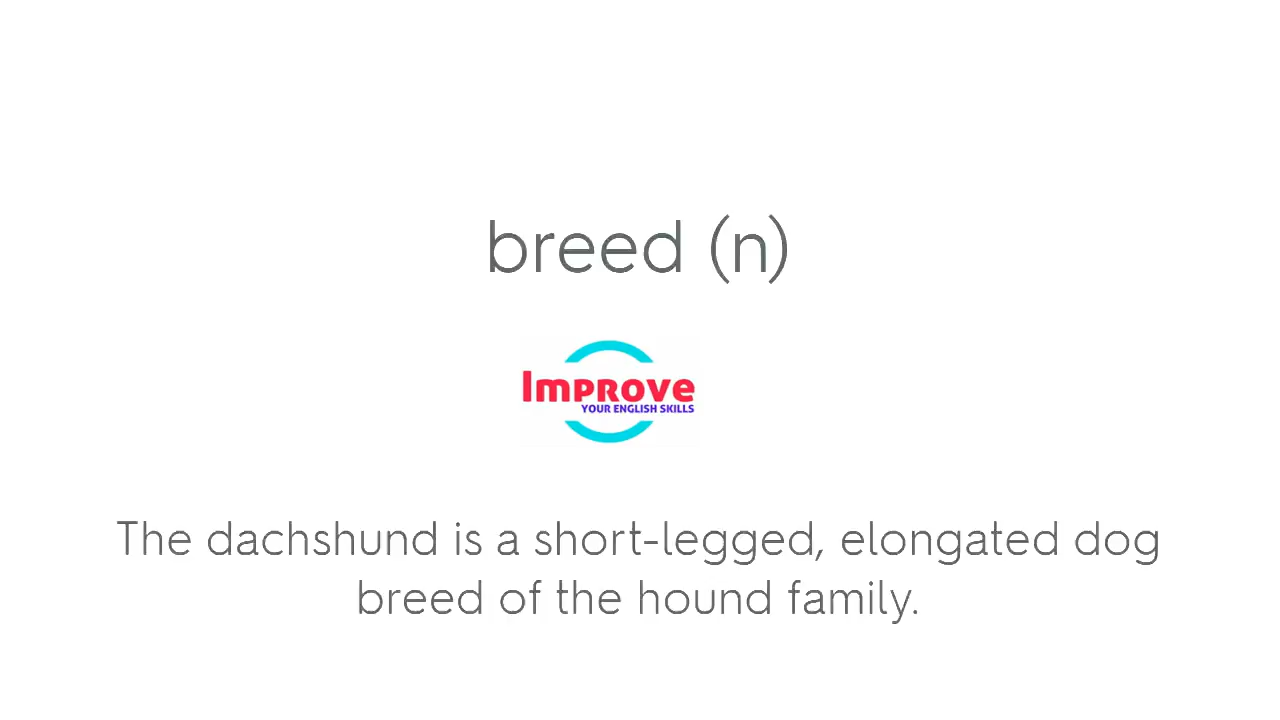 breed (n)
Improve
YOUR ENGLISH SKILLS
The dachshund is a short-legged, elongated dog
breed of the hound family.